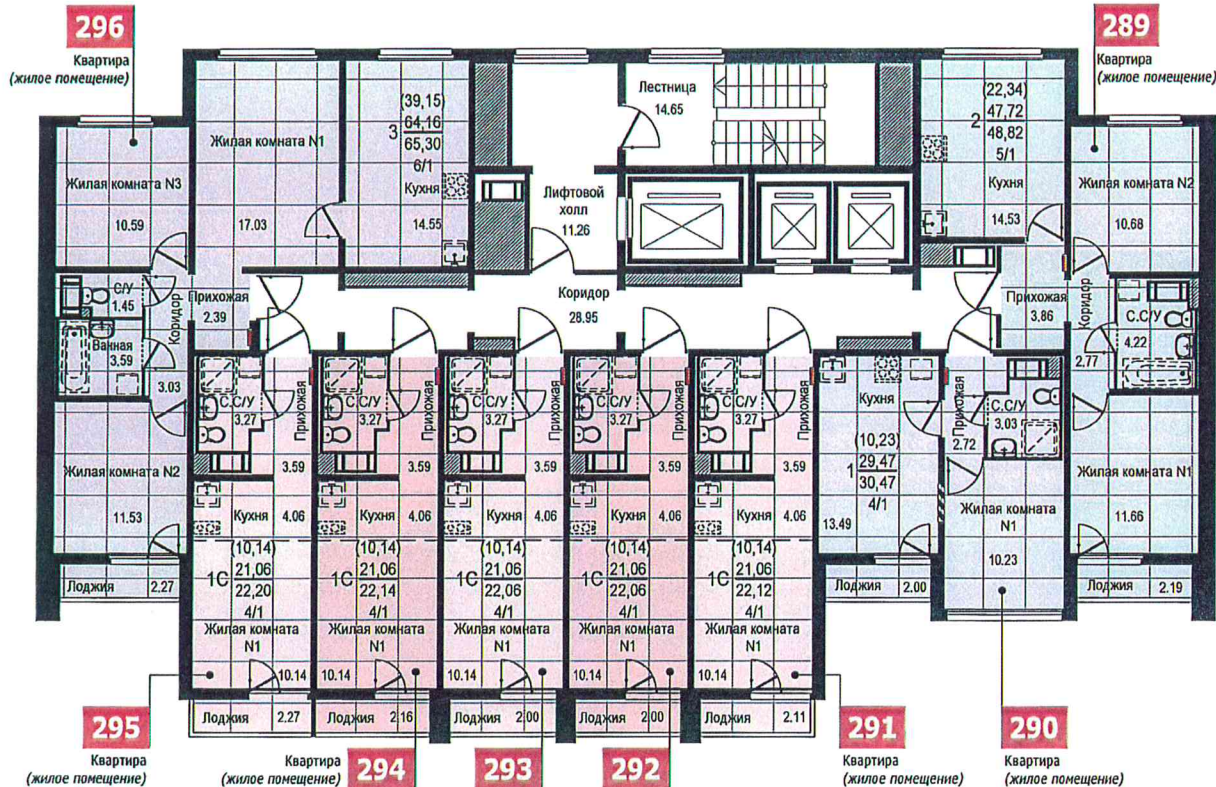 296
Квартира
(жилое помещение)
289
Квартира
(жилое помещение)
Жилая комната N3
10.59
Жилая комната N1
17.03
3
(39,15)
64,16
65,30
6/1
Кухня
14.55
Лестница
14.65
Лифтовой
холл
11.26
2
(22,34)
47,72
48,82
5/1
Кухня
14.53
Жилая комната N2
10.68
С/У
1.45
Ванная
3.59
Коридор
3.03
Прихожая
2.39
Коридор
28.95
Прихожая
3.86
Коридор
2.77
С.С/У
4.22
Жилая комната N2
11.53
Лоджия 2.27
С.С/У
3.27
Прихожая
3.59
Кухня 4.06
1С
(10,14)
21,06
22,20
4/1
Жилая комната
N1
10.14
Лоджия 2.27
С.С/У
3.27
Прихожая
3.59
Кухня 4.06
1С
(10,14)
21,06
22,14
4/1
Жилая комната
N1
10.14
Лоджия 2.16
С.С/У
3.27
Прихожая
3.59
Кухня 4.06
1С
(10,14)
21,06
22,06
4/1
Жилая комната
N1
10.14
Лоджия 2.00
С.С/У
3.27
Прихожая
3.59
Кухня 4.06
1С
(10,14)
21,06
22,06
4/1
Жилая комната
N1
10.14
Лоджия 2.00
С.С/У
3.27
Прихожая
3.59
Кухня 4.06
1С
(10,14)
21,06
22,12
4/1
Жилая комната
N1
10.14
Лоджия 2.11
Кухня
1
(10,23)
29,47
30,47
4/1
13.49
Лоджия 2.00
Прихожая
2.72
С.С/У
3.03
Жилая комната
N1
10.23
Жилая комната N1
11.66
Лоджия 2.19
295
Квартира
(жилое помещение)
Квартира
(жилое помещение)
294
293
292
291
Квартира
(жилое помещение)
290
Квартира
(жилое помещение)